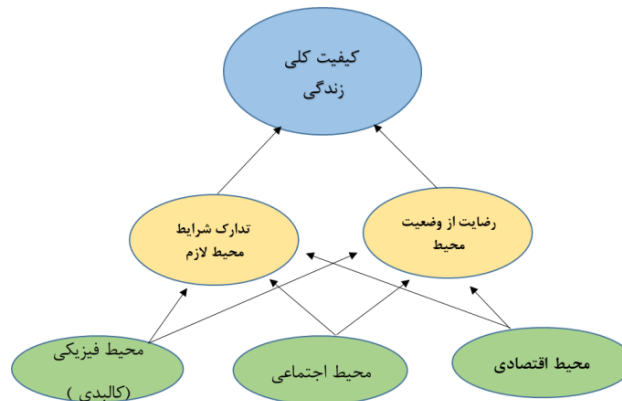 کیفیت کلی
زندگی
رضایت از وضعیت
محیط
تدارک شرایط
محیط لازم
محیط اقتصادی
محیط اجتماعی
محیط فیزیکی
(کالبدی )